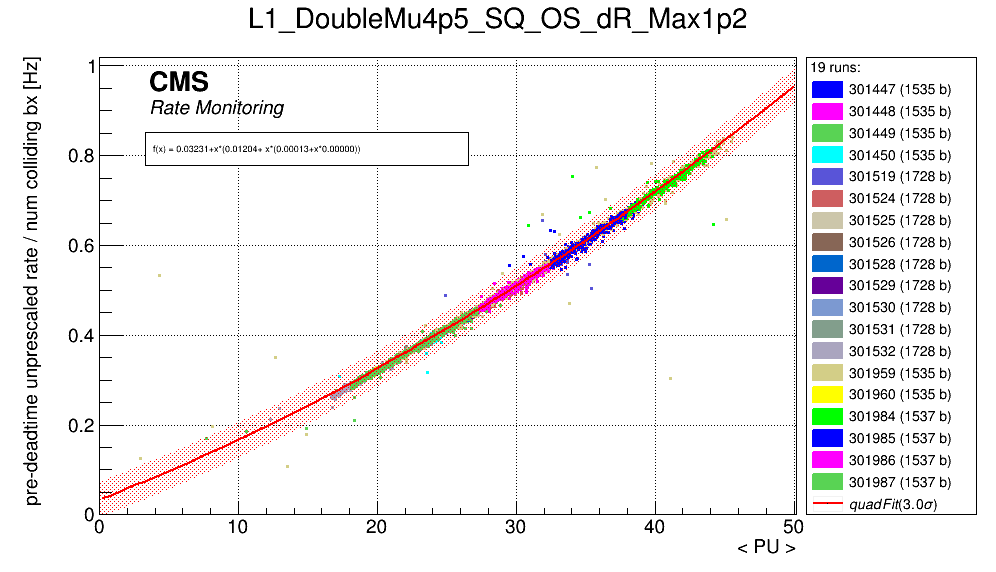 L1_DoubleMu4p5_SQ_OS_dR_Max1p2
pre-deadtime unprescaled rate / num colliding bx [Hz]
CMS
Rate Monitoring
f(x) = 0.03231+x*(0.01204+ x*(0.00013+x*0.00000))
1
0.8
0.6
0.4
0.2
0
0 10 20 30 40 50
< PU >
19 runs:
301447 (1535 b)
301448 (1535 b)
301449 (1535 b)
301450 (1535 b)
301519 (1728 b)
301524 (1728 b)
301525 (1728 b)
301526 (1728 b)
301528 (1728 b)
301529 (1728 b)
301530 (1728 b)
301531 (1728 b)
301532 (1728 b)
301959 (1535 b)
301960 (1535 b)
301984 (1537 b)
301985 (1537 b)
301986 (1537 b)
301987 (1537 b)
quadFit(3.0σ)